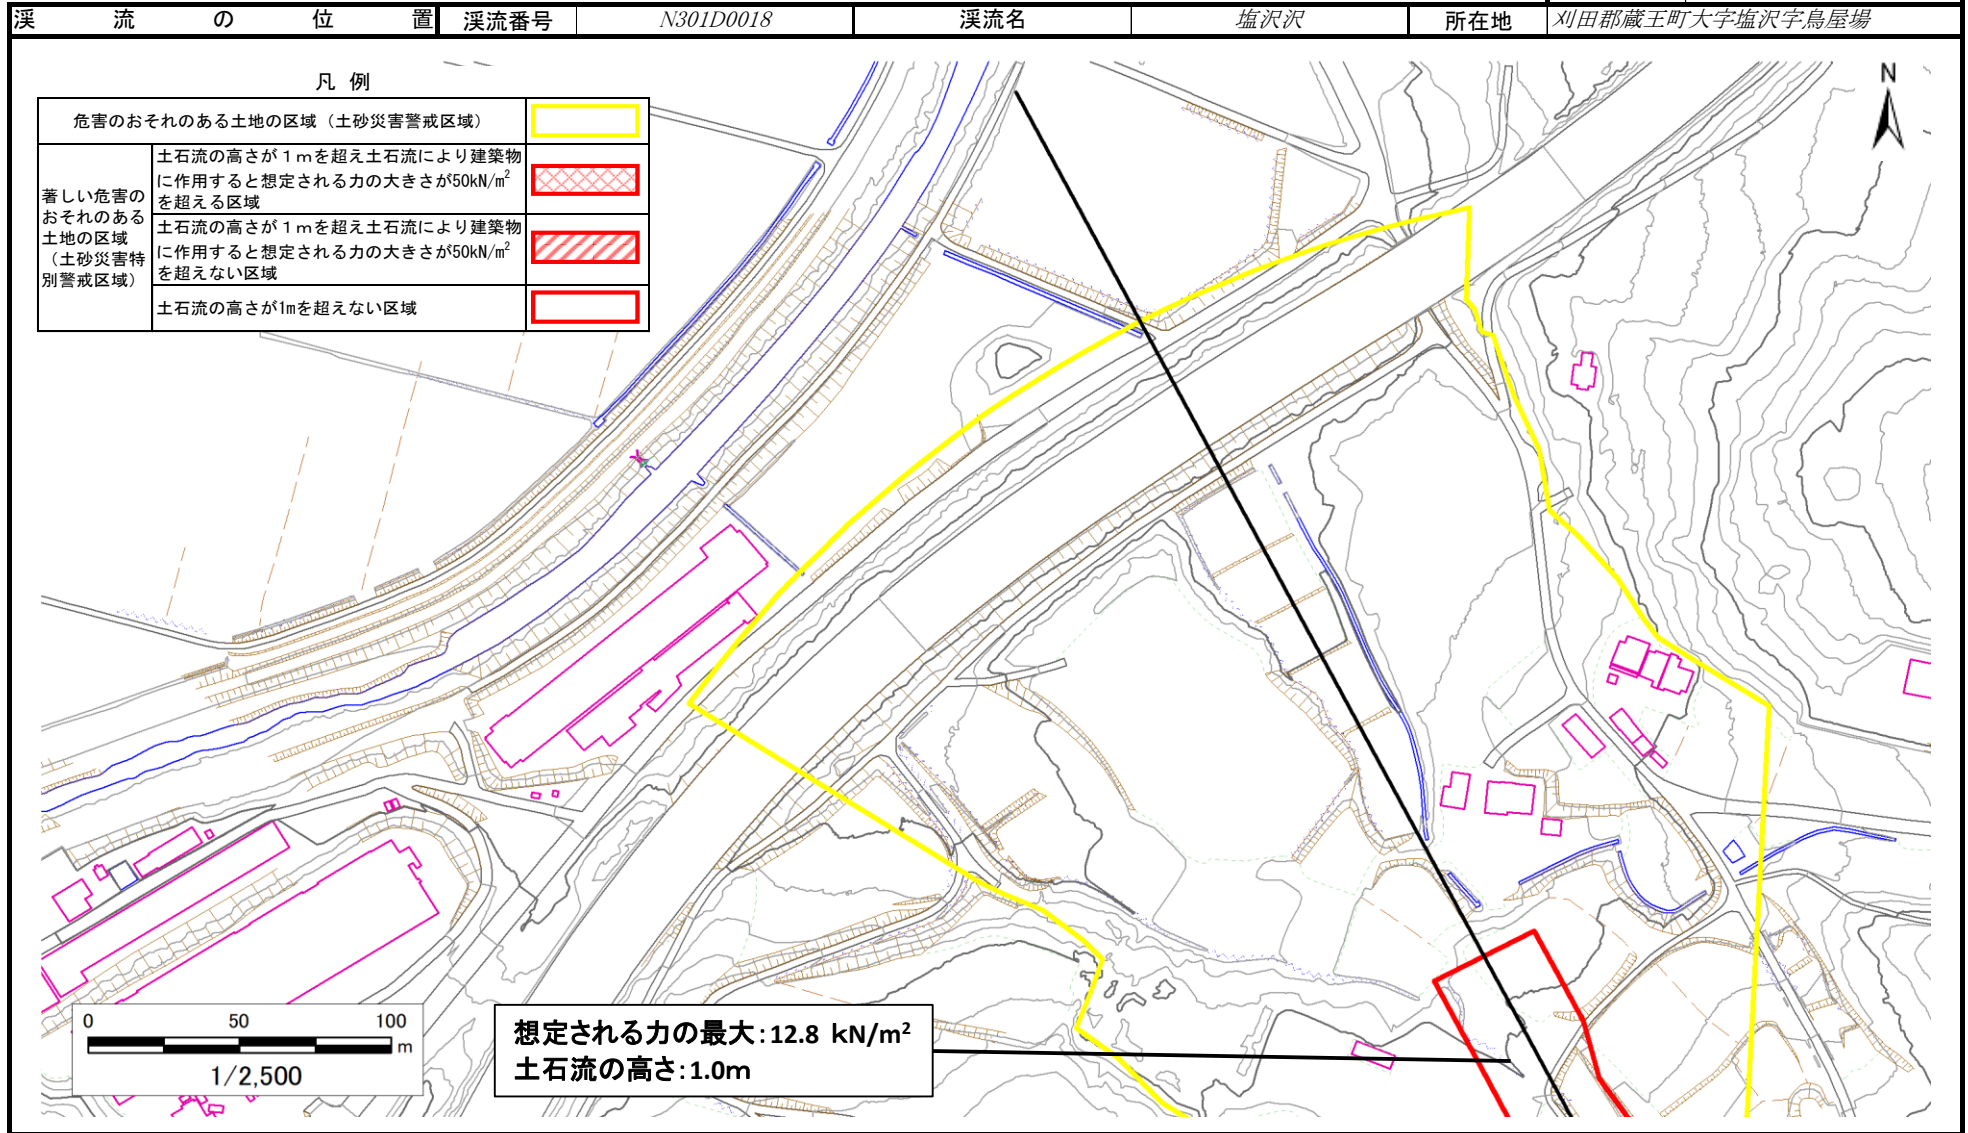 渓流の位置 渓流番号 N301D0018 渓流名 塩沢沢 所在地 刈田郡蔵王町大字塩沢字鳥屋場
凡 例
危害のおそれのある土地の区域（土砂災害警戒区域）
著しい危害の
おそれのある
土地の区域
（土砂災害特
別警戒区域）
土石流の高さが１ｍを超え土石流により建築物
に作用すると想定される力の大きさが50kN/m²
を超える区域
土石流の高さが１ｍを超え土石流により建築物
に作用すると想定される力の大きさが50kN/m²
を超えない区域
土石流の高さが1mを超えない区域
N
0 50 100
m
1/2,500
想定される力の最大：12.8 kN/m²
土石流の高さ：1.0m